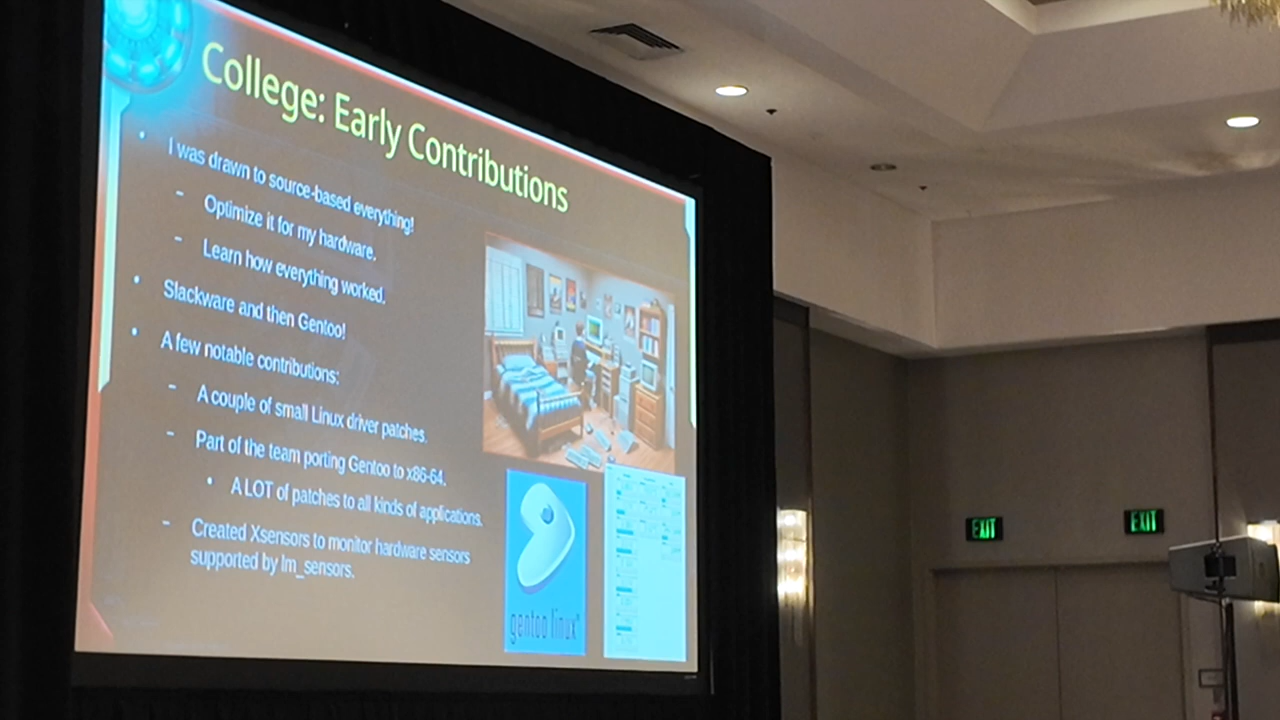 College: Early Contributions
• I was drawn to source-based everything!
– Optimize it for my hardware.
– Learn how everything worked.
• Slackware and then Gentoo!
• A few notable contributions:
– A couple of small Linux driver patches.
– Part of the team porting Gentoo to x86-64.
• A LOT of patches to all kinds of applications.
– Created Xsensors to monitor hardware sensors
supported by lm_sensors.
gentoo linux
EXIT
EXIT